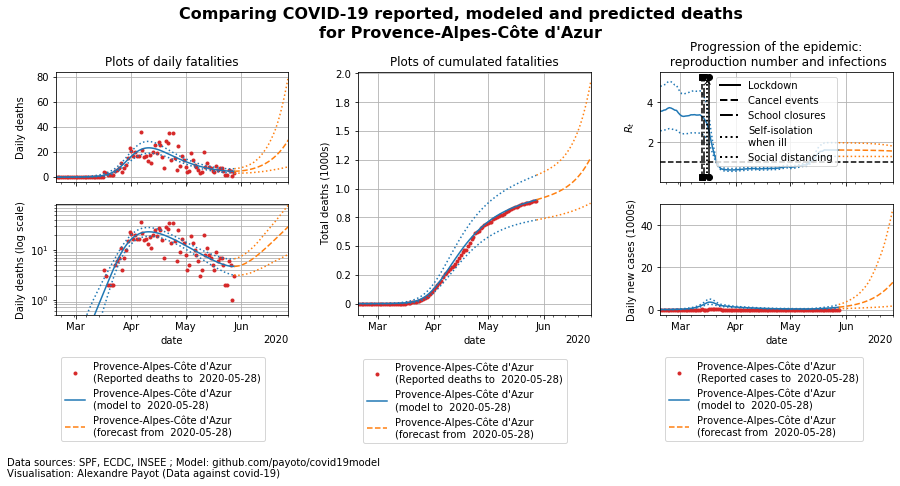 Comparing COVID-19 reported, modeled and predicted deaths
for Provence-Alpes-Côte d'Azur
Plots of daily fatalities
Daily deaths
80
60
40
20
0
Daily deaths (log scale)
10¹
10⁰
Mar
Apr
May
Jun
date
2020
Provence-Alpes-Côte d'Azur
(Reported deaths to 2020-05-28)
Provence-Alpes-Côte d'Azur
(model to 2020-05-28)
Provence-Alpes-Côte d'Azur
(forecast from 2020-05-28)
Plots of cumulated fatalities
Total deaths (1000s)
2.0
1.8
1.5
1.2
1.0
0.8
0.5
0.2
0
Mar
Apr
May
Jun
date
2020
Provence-Alpes-Côte d'Azur
(Reported deaths to 2020-05-28)
Provence-Alpes-Côte d'Azur
(model to 2020-05-28)
Provence-Alpes-Côte d'Azur
(forecast from 2020-05-28)
Progression of the epidemic:
reproduction number and infections
Rt
4
2
Lockdown
Cancel events
School closures
Self-isolation
when ill
Social distancing
Daily new cases (1000s)
40
20
0
Mar
Apr
May
Jun
date
2020
Provence-Alpes-Côte d'Azur
(Reported cases to 2020-05-28)
Provence-Alpes-Côte d'Azur
(model to 2020-05-28)
Provence-Alpes-Côte d'Azur
(forecast from 2020-05-28)
Data sources: SPF, ECDC, INSEE ; Model: github.com/payoto/covid19model
Visualisation: Alexandre Payot (Data against covid-19)